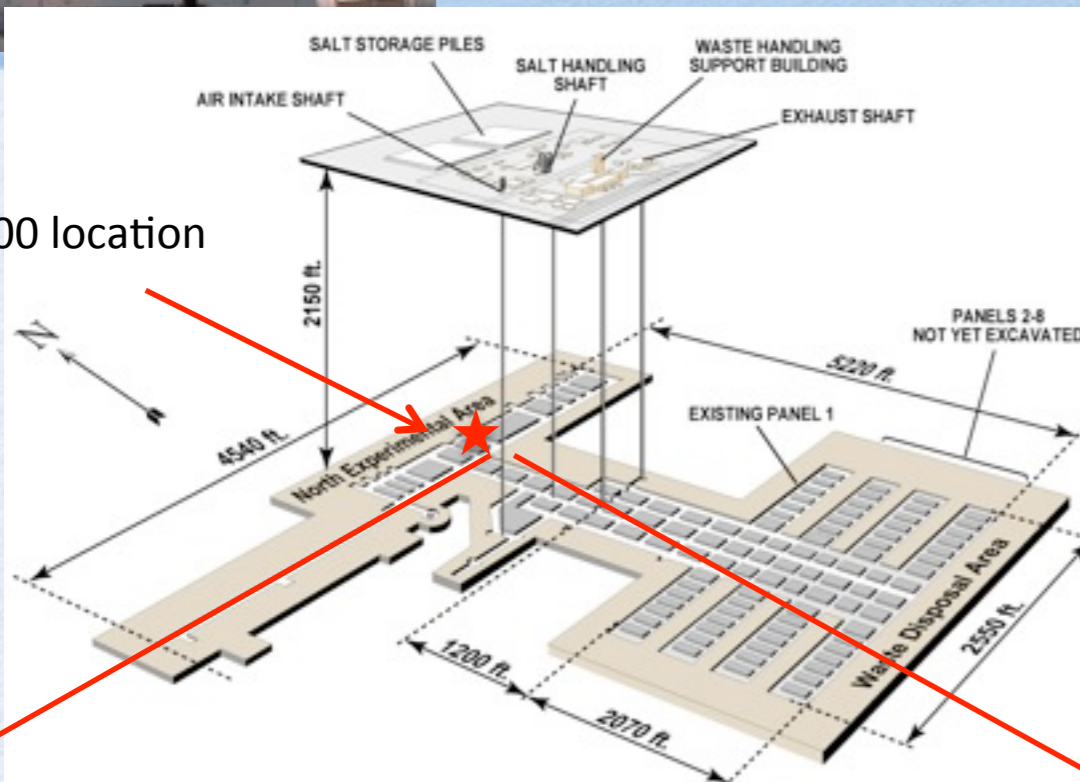 SALT STORAGE PILES
WASTE HANDLING
SUPPORT BUILDING
SALT HANDLING
SHAFT
AIR INTAKE SHAFT
EXHAUST SHAFT
00 location
2150 ft.
N
PANELS 2-8
NOT YET EXCAVATED
5220 ft.
EXISTING PANEL 1
4540 ft.
North Experimental Area
Waste Disposal Area
2550 ft.
1200 ft.
2070 ft.